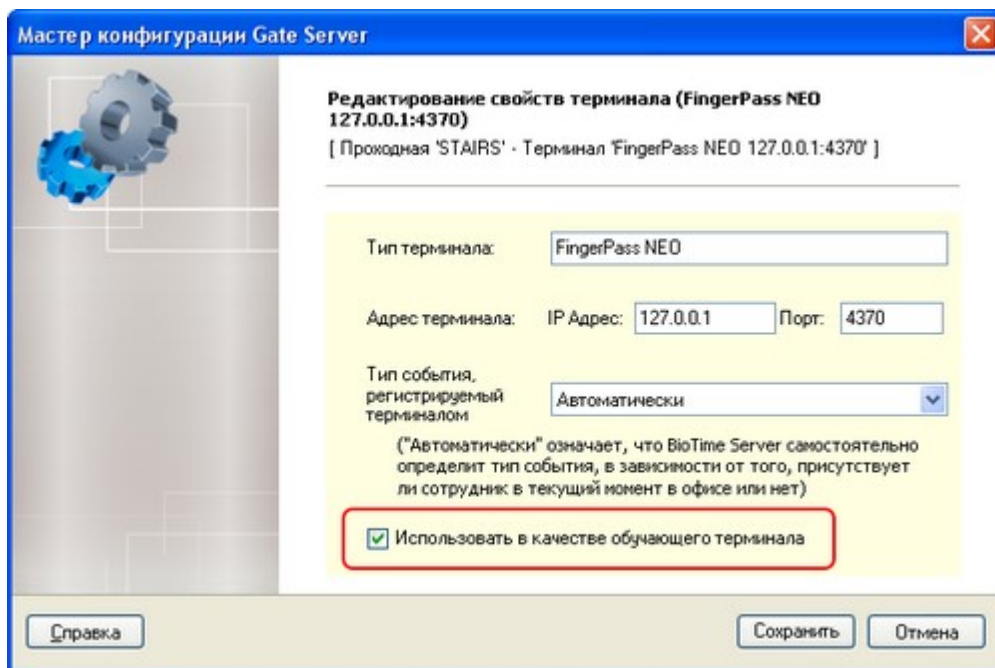 Мастер конфигурации Gate Server
Редактирование свойств терминала (FingerPass NEO
127.0.0.1:4370)
[ Проходная 'STAIRS' - Терминал 'FingerPass NEO 127.0.0.1:4370' ]
Тип терминала: FingerPass NEO
Адрес терминала: IP Адрес: 127.0.0.1 Порт: 4370
Тип события,
регистрируемый
терминалом
Автоматически
("Автоматически" означает, что BioTime Server самостоятельно
определит тип события, в зависимости от того, присутствует
ли сотрудник в текущий момент в офисе или нет)
Использовать в качестве обучающего терминала
Справка Сохранить Отмена